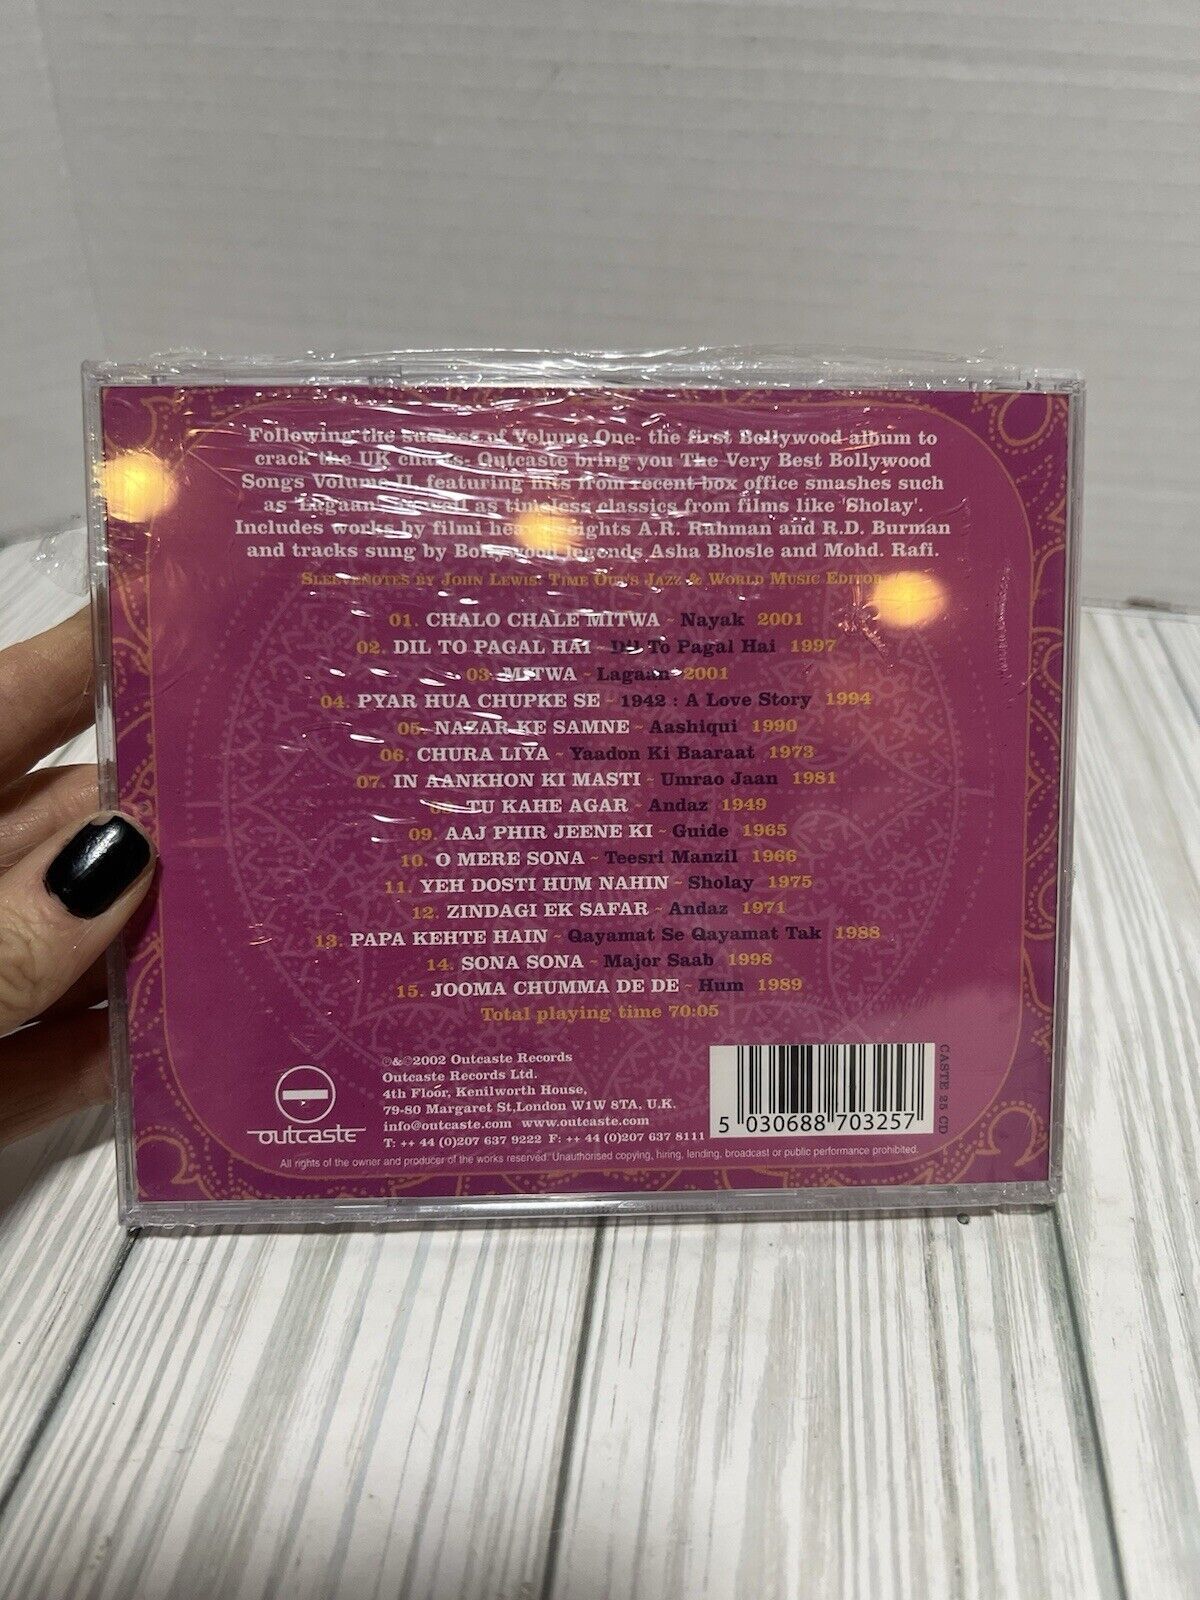 Following the success of Volume One- the first Bollywood album to
crack the UK charts- Outcaste bring you The Very Best Bollywood
Songs Volume II, featuring hits from recent box office smashes such
as 'Lagaan' as well as timeless classics from films like 'Sholay'.
Includes works by filmi heavyweights A.R. Rahman and R.D. Burman
and tracks sung by Bollywood legends Asha Bhosle and Mohd. Rafi.
Sleevenotes by John Lewis, Time Out's Jazz & World Music Editor
01. CHALO CHALE MITWA ~ Nayak 2001
02. DIL TO PAGAL HAI ~ Dil To Pagal Hai 1997
03. MITWA ~ Lagaan 2001
04. PYAR HUA CHUPKE SE ~ 1942 : A Love Story 1994
05. NAZAR KE SAMNE ~ Aashiqui 1990
06. CHURA LIYA ~ Yaadon Ki Baaraat 1973
07. IN AANKHON KI MASTI ~ Umrao Jaan 1981
08. TU KAHE AGAR ~ Andaz 1949
09. AAJ PHIR JEENE KI ~ Guide 1965
10. O MERE SONA ~ Teesri Manzil 1966
11. YEH DOSTI HUM NAHIN ~ Sholay 1975
12. ZINDAGI EK SAFAR ~ Andaz 1971
13. PAPA KEHTE HAIN ~ Qayamat Se Qayamat Tak 1988
14. SONA SONA ~ Major Saab 1998
15. JOOMA CHUMMA DE DE ~ Hum 1989
Total playing time 70:05
outcaste
℗&©2002 Outcaste Records
Outcaste Records Ltd.
4th Floor, Kenilworth House,
79-80 Margaret St,London W1W 8TA, U.K.
info@outcaste.com www.outcaste.com
T: ++ 44 (0)207 637 9222 F: ++ 44 (0)207 637 8111
5 030688 703257
CASTE 25 CD
All rights of the owner and producer of the works reserved. Unauthorised copying, hiring, lending, broadcast or public performance prohibited.